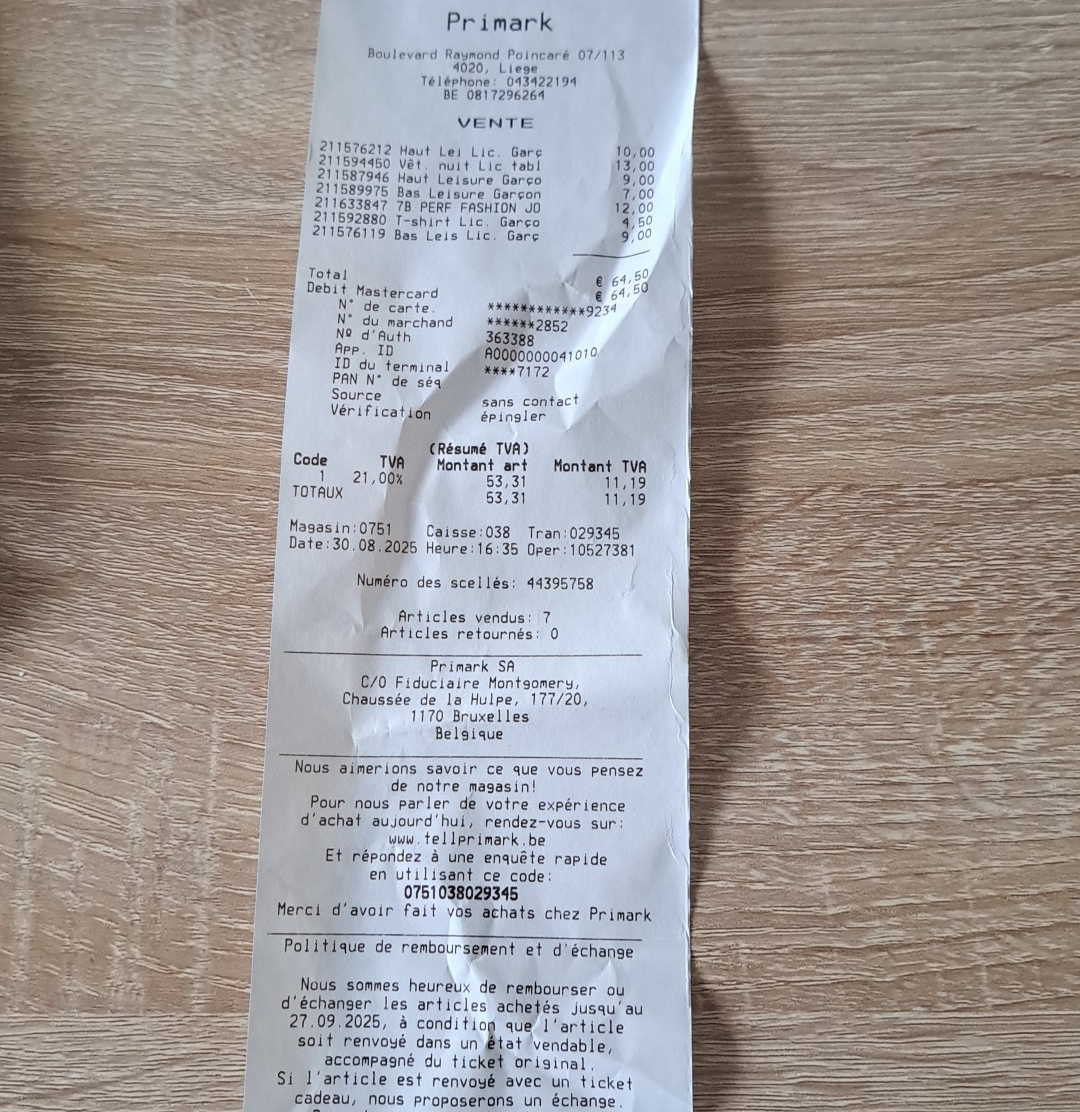 Primark
Boulevard Raymond Poincaré 07/113
4020, Liege
Téléphone: 043422194
BE 0817296264
VENTE
211576212 Haut Lei Lic. Garç 10,00
211594450 Vêt. nuit Lic tabl 13,00
211587946 Haut Leisure Garço 9,00
211589975 Bas Leisure Garçon 7,00
211633847 7B PERF FASHION JO 12,00
211592880 T-shirt Lic. Garço 4,50
211576119 Bas Leis Lic. Garç 9,00
Total € 64,50
Debit Mastercard € 64,50
N° de carte. ************9234
N° du marchand ******2852
Nº d'Auth 363388
App. ID A0000000041010
ID du terminal ****7172
PAN N° de séq
Source sans contact
Vérification épingler
(Résumé TVA)
Code TVA Montant art Montant TVA
1 21,00% 53,31 11,19
TOTAUX 53,31 11,19
Magasin:0751 Caisse:038 Tran:029345
Date:30.08.2025 Heure:16:35 Oper:10527381
Numéro des scellés: 44395758
Articles vendus: 7
Articles retournés: 0
Primark SA
C/O Fiduciaire Montgomery,
Chaussée de la Hulpe, 177/20,
1170 Bruxelles
Belgique
Nous aimerions savoir ce que vous pensez
de notre magasin!
Pour nous parler de votre expérience
d'achat aujourd'hui, rendez-vous sur:
www.tellprimark.be
Et répondez à une enquête rapide
en utilisant ce code:
0751038029345
Merci d'avoir fait vos achats chez Primark
Politique de remboursement et d'échange
Nous sommes heureux de rembourser ou
d'échanger les articles achetés jusqu'au
27.09.2025, à condition que l'article
soit renvoyé dans un état vendable,
accompagné du ticket original.
Si l'article est renvoyé avec un ticket
cadeau, nous proposerons un échange.